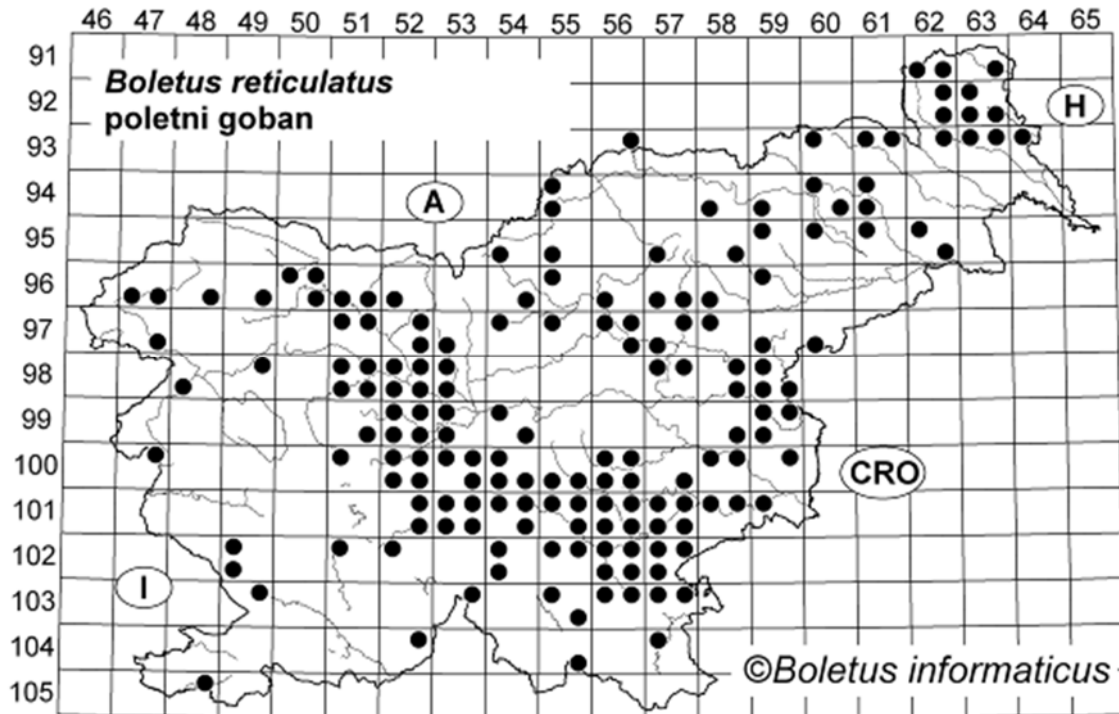 46 47 48 49 50 51 52 53 54 55 56 57 58 59 60 61 62 63 64 65
91
Boletus reticulatus
poletni goban
92
H
93
94
A
95
96
97
98
99
100
CRO
101
102
I
103
104
©Boletus informaticus
105